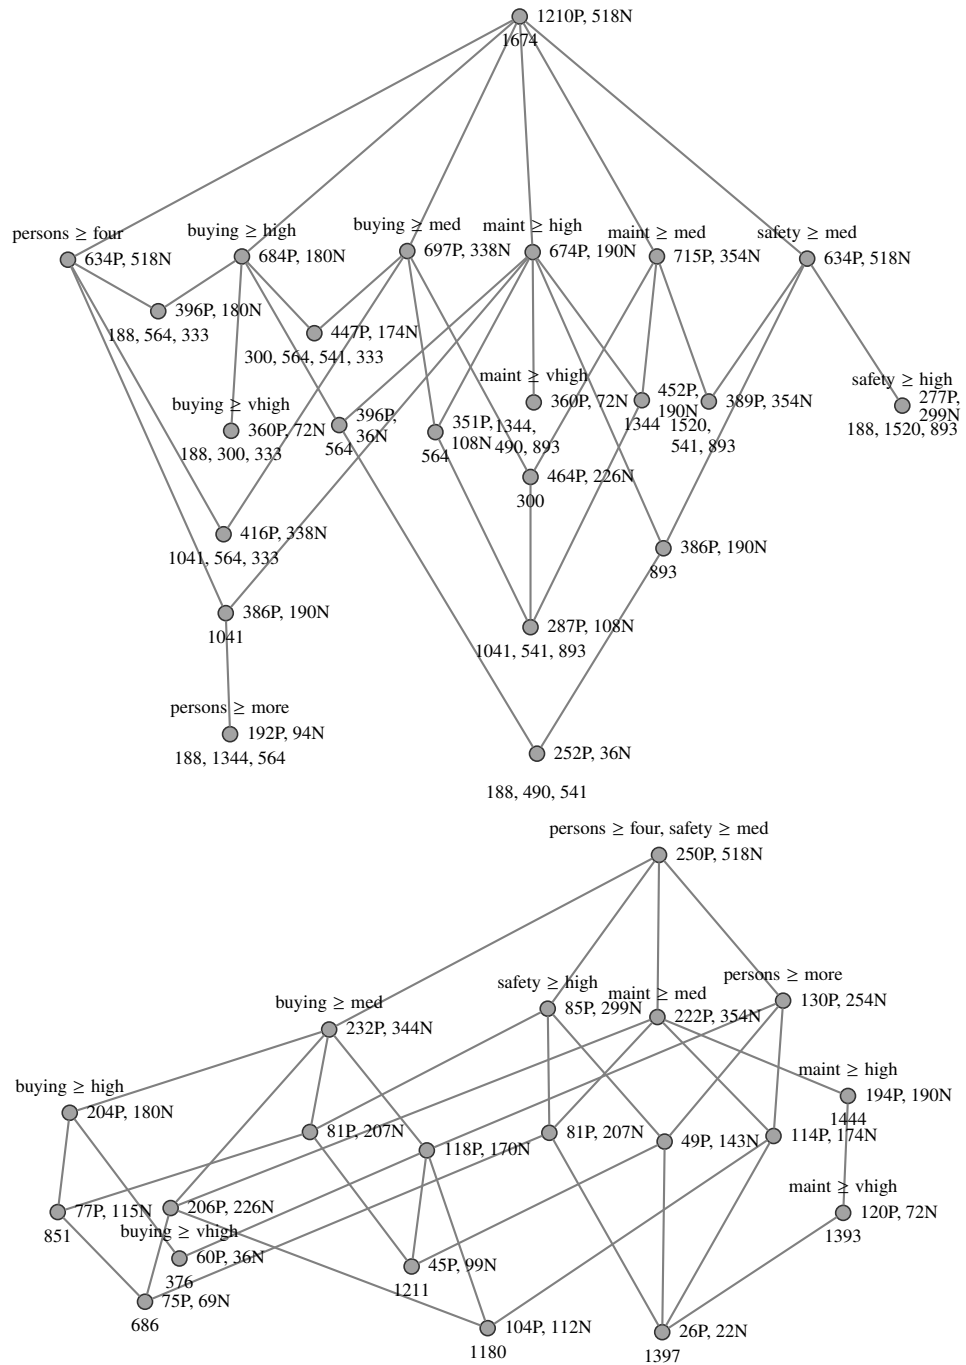 1210P, 518N
1674
persons ≥ four
buying ≥ high
buying ≥ med
maint ≥ high
maint ≥ med
safety ≥ med
634P, 518N
684P, 180N
697P, 338N
674P, 190N
715P, 354N
634P, 518N
396P, 180N
188, 564, 333
447P, 174N
300, 564, 541, 333
maint ≥ vhigh
360P, 72N
1344,
490, 893
452P,
190N
1344
389P, 354N
1520,
541, 893
safety ≥ high
277P,
299N
188, 1520, 893
buying ≥ vhigh
360P, 72N
188, 300, 333
396P,
36N
564
351P,
108N
564
464P, 226N
300
416P, 338N
1041, 564, 333
386P, 190N
893
386P, 190N
1041
287P, 108N
1041, 541, 893
persons ≥ more
192P, 94N
188, 1344, 564
252P, 36N
188, 490, 541
persons ≥ four, safety ≥ med
250P, 518N
buying ≥ med
232P, 344N
safety ≥ high
85P, 299N
maint ≥ med
222P, 354N
persons ≥ more
130P, 254N
buying ≥ high
204P, 180N
maint ≥ high
194P, 190N
1444
81P, 207N
118P, 170N
81P, 207N
49P, 143N
114P, 174N
77P, 115N
851
206P, 226N
buying ≥ vhigh
60P, 36N
376
45P, 99N
1211
maint ≥ vhigh
120P, 72N
1393
75P, 69N
686
104P, 112N
1180
26P, 22N
1397